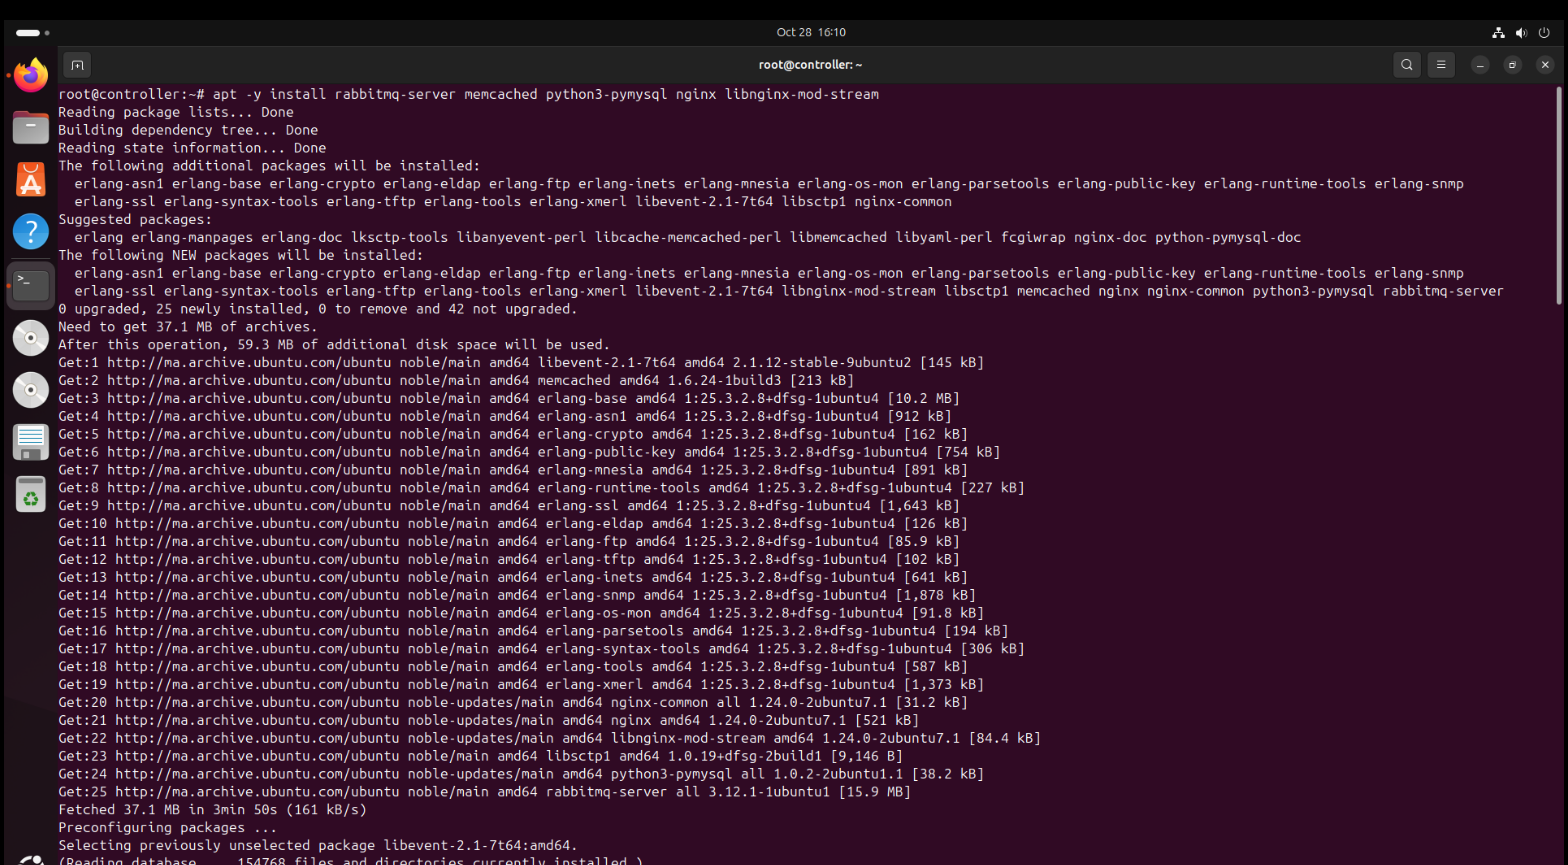 Oct 28 16:10
root@controller: ~
root@controller:~# apt -y install rabbitmq-server memcached python3-pymysql nginx libnginx-mod-stream
Reading package lists... Done
Building dependency tree... Done
Reading state information... Done
The following additional packages will be installed:
  erlang-asn1 erlang-base erlang-crypto erlang-eldap erlang-ftp erlang-inets erlang-mnesia erlang-os-mon erlang-parsetools erlang-public-key erlang-runtime-tools erlang-snmp
  erlang-ssl erlang-syntax-tools erlang-tftp erlang-tools erlang-xmerl libevent-2.1-7t64 libsctp1 nginx-common
Suggested packages:
  erlang erlang-manpages erlang-doc lksctp-tools libanyevent-perl libcache-memcached-perl libmemcached libyaml-perl fcgiwrap nginx-doc python-pymysql-doc
The following NEW packages will be installed:
  erlang-asn1 erlang-base erlang-crypto erlang-eldap erlang-ftp erlang-inets erlang-mnesia erlang-os-mon erlang-parsetools erlang-public-key erlang-runtime-tools erlang-snmp
  erlang-ssl erlang-syntax-tools erlang-tftp erlang-tools erlang-xmerl libevent-2.1-7t64 libnginx-mod-stream libsctp1 memcached nginx nginx-common python3-pymysql rabbitmq-server
0 upgraded, 25 newly installed, 0 to remove and 42 not upgraded.
Need to get 37.1 MB of archives.
After this operation, 59.3 MB of additional disk space will be used.
Get:1 http://ma.archive.ubuntu.com/ubuntu noble/main amd64 libevent-2.1-7t64 amd64 2.1.12-stable-9ubuntu2 [145 kB]
Get:2 http://ma.archive.ubuntu.com/ubuntu noble/main amd64 memcached amd64 1.6.24-1build3 [213 kB]
Get:3 http://ma.archive.ubuntu.com/ubuntu noble/main amd64 erlang-base amd64 1:25.3.2.8+dfsg-1ubuntu4 [10.2 MB]
Get:4 http://ma.archive.ubuntu.com/ubuntu noble/main amd64 erlang-asn1 amd64 1:25.3.2.8+dfsg-1ubuntu4 [912 kB]
Get:5 http://ma.archive.ubuntu.com/ubuntu noble/main amd64 erlang-crypto amd64 1:25.3.2.8+dfsg-1ubuntu4 [162 kB]
Get:6 http://ma.archive.ubuntu.com/ubuntu noble/main amd64 erlang-public-key amd64 1:25.3.2.8+dfsg-1ubuntu4 [754 kB]
Get:7 http://ma.archive.ubuntu.com/ubuntu noble/main amd64 erlang-mnesia amd64 1:25.3.2.8+dfsg-1ubuntu4 [891 kB]
Get:8 http://ma.archive.ubuntu.com/ubuntu noble/main amd64 erlang-runtime-tools amd64 1:25.3.2.8+dfsg-1ubuntu4 [227 kB]
Get:9 http://ma.archive.ubuntu.com/ubuntu noble/main amd64 erlang-ssl amd64 1:25.3.2.8+dfsg-1ubuntu4 [1,643 kB]
Get:10 http://ma.archive.ubuntu.com/ubuntu noble/main amd64 erlang-eldap amd64 1:25.3.2.8+dfsg-1ubuntu4 [126 kB]
Get:11 http://ma.archive.ubuntu.com/ubuntu noble/main amd64 erlang-ftp amd64 1:25.3.2.8+dfsg-1ubuntu4 [85.9 kB]
Get:12 http://ma.archive.ubuntu.com/ubuntu noble/main amd64 erlang-tftp amd64 1:25.3.2.8+dfsg-1ubuntu4 [102 kB]
Get:13 http://ma.archive.ubuntu.com/ubuntu noble/main amd64 erlang-inets amd64 1:25.3.2.8+dfsg-1ubuntu4 [641 kB]
Get:14 http://ma.archive.ubuntu.com/ubuntu noble/main amd64 erlang-snmp amd64 1:25.3.2.8+dfsg-1ubuntu4 [1,878 kB]
Get:15 http://ma.archive.ubuntu.com/ubuntu noble/main amd64 erlang-os-mon amd64 1:25.3.2.8+dfsg-1ubuntu4 [91.8 kB]
Get:16 http://ma.archive.ubuntu.com/ubuntu noble/main amd64 erlang-parsetools amd64 1:25.3.2.8+dfsg-1ubuntu4 [194 kB]
Get:17 http://ma.archive.ubuntu.com/ubuntu noble/main amd64 erlang-syntax-tools amd64 1:25.3.2.8+dfsg-1ubuntu4 [306 kB]
Get:18 http://ma.archive.ubuntu.com/ubuntu noble/main amd64 erlang-tools amd64 1:25.3.2.8+dfsg-1ubuntu4 [587 kB]
Get:19 http://ma.archive.ubuntu.com/ubuntu noble/main amd64 erlang-xmerl amd64 1:25.3.2.8+dfsg-1ubuntu4 [1,373 kB]
Get:20 http://ma.archive.ubuntu.com/ubuntu noble-updates/main amd64 nginx-common all 1.24.0-2ubuntu7.1 [31.2 kB]
Get:21 http://ma.archive.ubuntu.com/ubuntu noble-updates/main amd64 nginx amd64 1.24.0-2ubuntu7.1 [521 kB]
Get:22 http://ma.archive.ubuntu.com/ubuntu noble-updates/main amd64 libnginx-mod-stream amd64 1.24.0-2ubuntu7.1 [84.4 kB]
Get:23 http://ma.archive.ubuntu.com/ubuntu noble/main amd64 libsctp1 amd64 1.0.19+dfsg-2build1 [9,146 B]
Get:24 http://ma.archive.ubuntu.com/ubuntu noble-updates/main amd64 python3-pymysql all 1.0.2-2ubuntu1.1 [38.2 kB]
Get:25 http://ma.archive.ubuntu.com/ubuntu noble/main amd64 rabbitmq-server all 3.12.1-1ubuntu1 [15.9 MB]
Fetched 37.1 MB in 3min 50s (161 kB/s)
Preconfiguring packages ...
Selecting previously unselected package libevent-2.1-7t64:amd64.
(Reading database ... 154768 files and directories currently installed.)